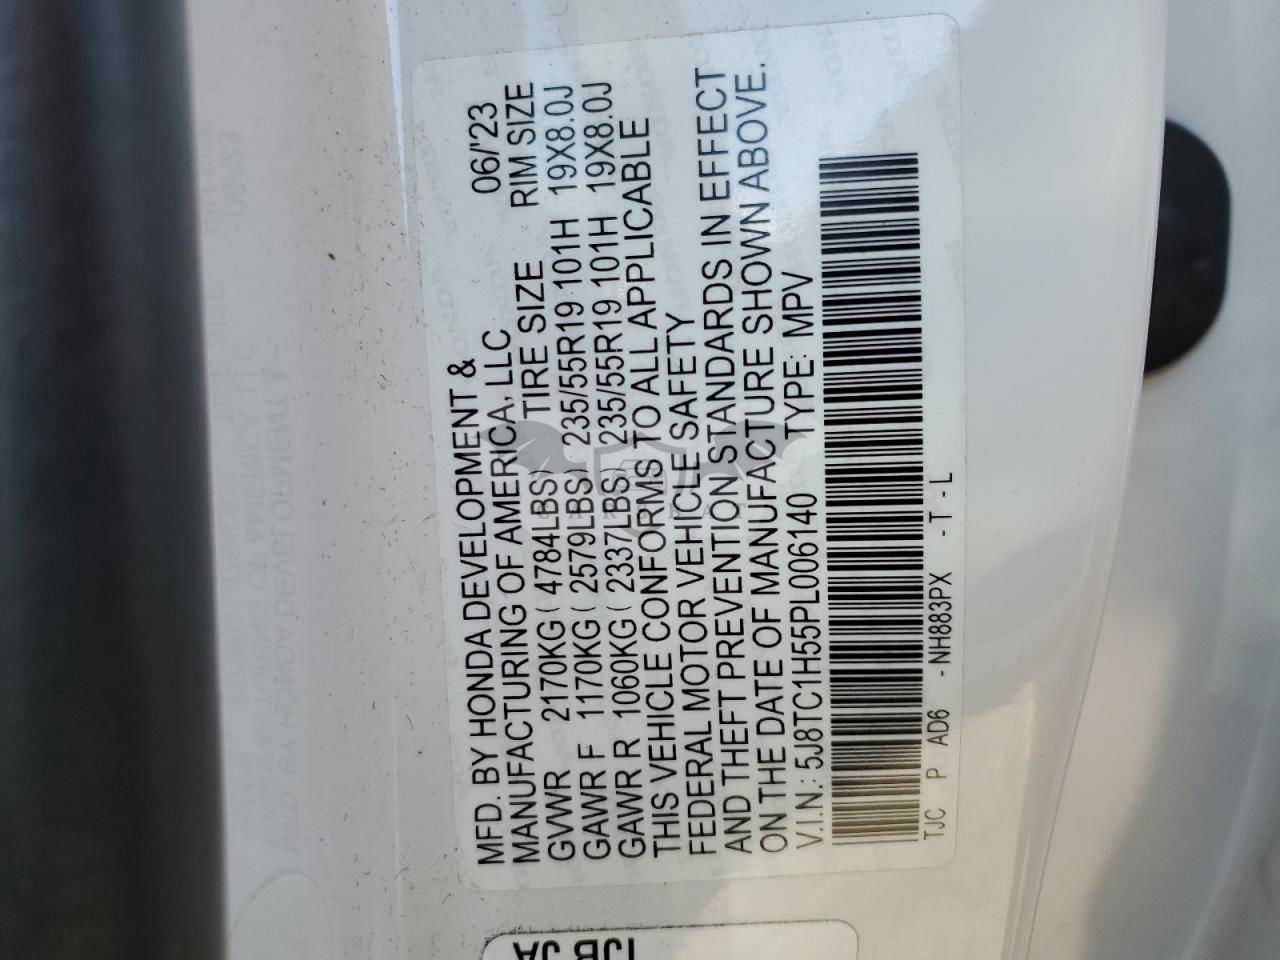 MFD. BY HONDA DEVELOPMENT &
MANUFACTURING OF AMERICA, LLC 06/'23
TIRE SIZE RIM SIZE
GVWR 2170KG ( 4784LBS) 235/55R19 101H 19X8.0J
GAWR F 1170KG ( 2579LBS) 235/55R19 101H 19X8.0J
GAWR R 1060KG ( 2337LBS)
THIS VEHICLE CONFORMS TO ALL APPLICABLE
FEDERAL MOTOR VEHICLE SAFETY
AND THEFT PREVENTION STANDARDS IN EFFECT
ON THE DATE OF MANUFACTURE SHOWN ABOVE.
V.I.N.: 5J8TC1H55PL006140 TYPE: MPV
TJC P AD6 -NH883PX -T-L
TJB JA